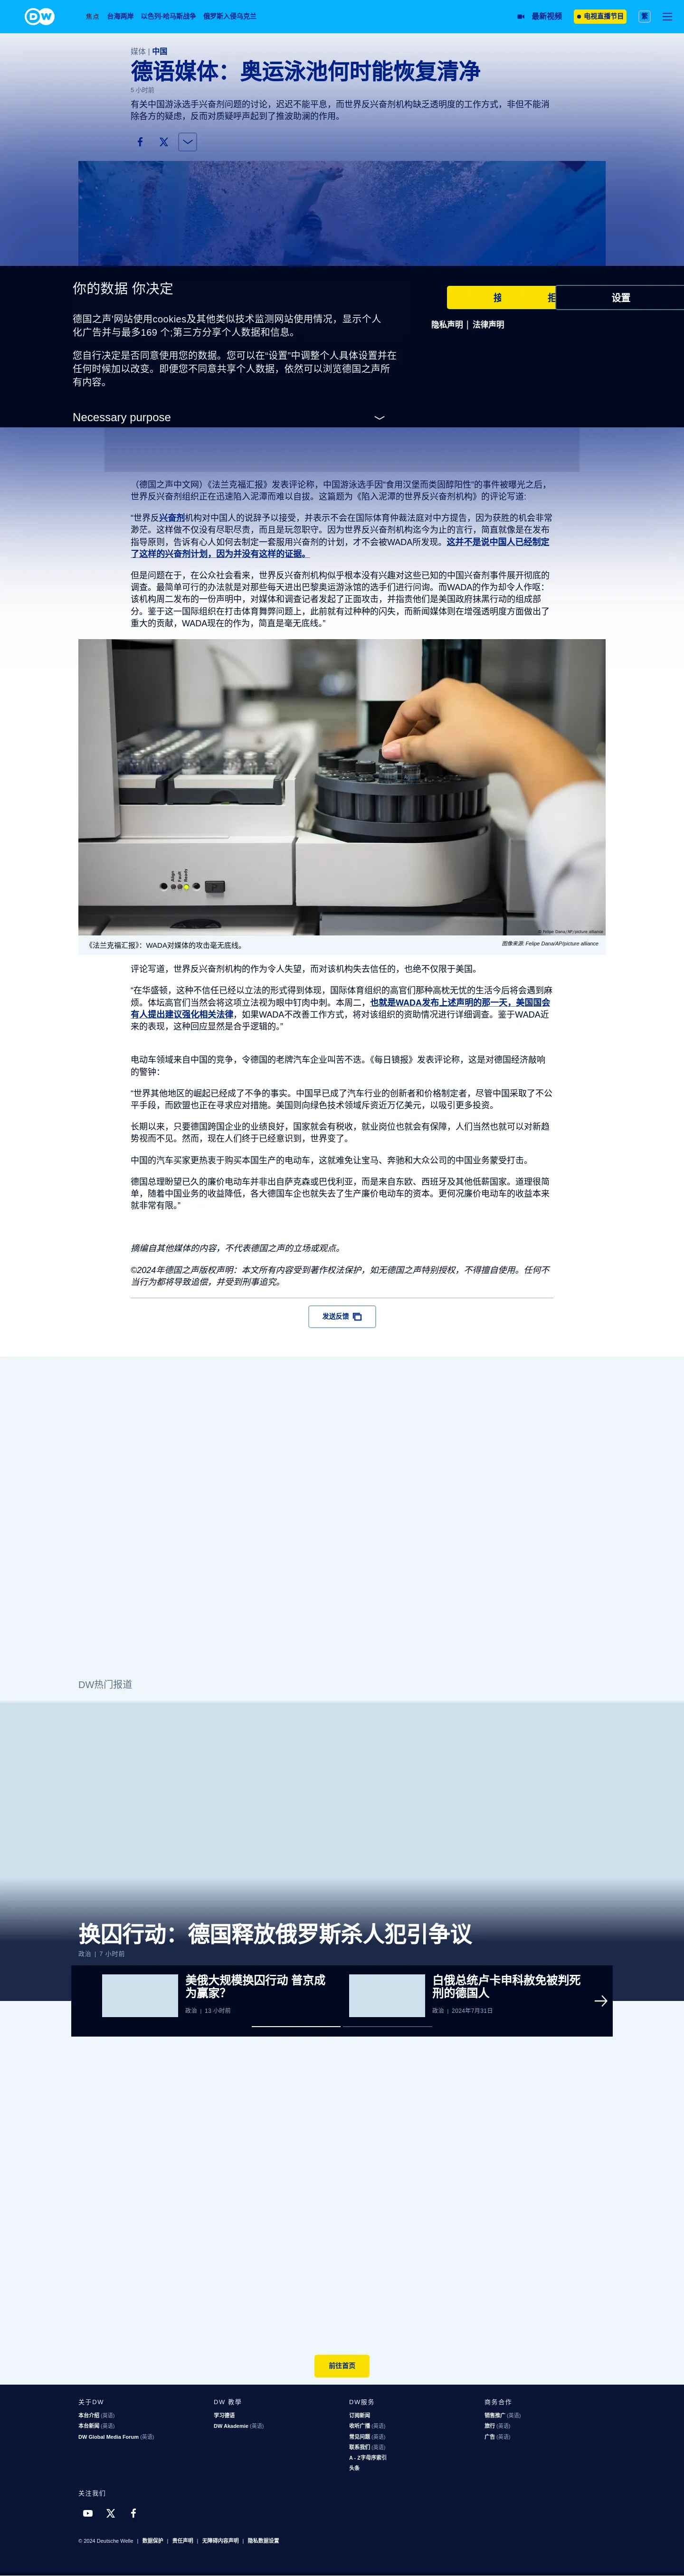 DW
焦点 台海两岸 以色列-哈马斯战争 俄罗斯入侵乌克兰 最新视频 电视直播节目 繁
媒体 | 中国
德语媒体：奥运泳池何时能恢复清净
5 小时前
有关中国游泳选手兴奋剂问题的讨论，迟迟不能平息，而世界反兴奋剂机构缺乏透明度的工作方式，非但不能消
除各方的疑虑，反而对质疑呼声起到了推波助澜的作用。
你的数据 你决定
德国之声'网站使用cookies及其他类似技术监测网站使用情况，显示个人
化广告并与最多169 个;第三方分享个人数据和信息。
您自行决定是否同意使用您的数据。您可以在"设置"中调整个人具体设置并在
任何时候加以改变。即便您不同意共享个人数据，依然可以浏览德国之声所
有内容。
Necessary purpose
设置
隐私声明 | 法律声明
（德国之声中文网）《法兰克福汇报》发表评论称，中国游泳选手因"食用汉堡而类固醇阳性"的事件被曝光之后，
世界反兴奋剂组织正在迅速陷入泥潭而难以自拔。这篇题为《陷入泥潭的世界反兴奋剂机构》的评论写道:
"世界反兴奋剂机构对中国人的说辞予以接受，并表示不会在国际体育仲裁法庭对中方提告，因为获胜的机会非常
渺茫。这样做不仅没有尽职尽责，而且是玩忽职守。因为世界反兴奋剂机构迄今为止的言行，简直就像是在发布
指导原则，告诉有心人如何去制定一套服用兴奋剂的计划，才不会被WADA所发现。这并不是说中国人已经制定
了这样的兴奋剂计划，因为并没有这样的证据。
但是问题在于，在公众社会看来，世界反兴奋剂机构似乎根本没有兴趣对这些已知的中国兴奋剂事件展开彻底的
调查。最简单可行的办法就是对那些每天进出巴黎奥运游泳馆的选手们进行问询。而WADA的作为却令人作呕：
该机构周二发布的一份声明中，对媒体和调查记者发起了正面攻击，并指责他们是美国政府抹黑行动的组成部
分。鉴于这一国际组织在打击体育舞弊问题上，此前就有过种种的闪失，而新闻媒体则在增强透明度方面做出了
重大的贡献，WADA现在的作为，简直是毫无底线。"
Align
Fault
Ready
© Felipe Dana/AP/picture alliance
《法兰克福汇报》：WADA对媒体的攻击毫无底线。
图像来源: Felipe Dana/AP/picture alliance
评论写道，世界反兴奋剂机构的作为令人失望，而对该机构失去信任的，也绝不仅限于美国。
"在华盛顿，这种不信任已经以立法的形式得到体现，国际体育组织的高官们那种高枕无忧的生活今后将会遇到麻
烦。体坛高官们当然会将这项立法视为眼中钉肉中刺。本周二，也就是WADA发布上述声明的那一天，美国国会
有人提出建议强化相关法律，如果WADA不改善工作方式，将对该组织的资助情况进行详细调查。鉴于WADA近
来的表现，这种回应显然是合乎逻辑的。"
电动车领域来自中国的竞争，令德国的老牌汽车企业叫苦不迭。《每日镜报》发表评论称，这是对德国经济敲响
的警钟：
"世界其他地区的崛起已经成了不争的事实。中国早已成了汽车行业的创新者和价格制定者，尽管中国采取了不公
平手段，而欧盟也正在寻求应对措施。美国则向绿色技术领域斥资近万亿美元，以吸引更多投资。
长期以来，只要德国跨国企业的业绩良好，国家就会有税收，就业岗位也就会有保障，人们当然也就可以对新趋
势视而不见。然而，现在人们终于已经意识到，世界变了。
中国的汽车买家更热衷于购买本国生产的电动车，这就难免让宝马、奔驰和大众公司的中国业务蒙受打击。
德国总理盼望已久的廉价电动车并非出自萨克森或巴伐利亚，而是来自东欧、西班牙及其他低薪国家。道理很简
单，随着中国业务的收益降低，各大德国车企也就失去了生产廉价电动车的资本。更何况廉价电动车的收益本来
就非常有限。"
摘编自其他媒体的内容，不代表德国之声的立场或观点。
©2024年德国之声版权声明：本文所有内容受到著作权法保护，如无德国之声特别授权，不得擅自使用。任何不
当行为都将导致追偿，并受到刑事追究。
发送反馈
DW热门报道
换囚行动：德国释放俄罗斯杀人犯引争议
政治 | 7 小时前
美俄大规模换囚行动 普京成
为赢家？
政治 | 13 小时前
白俄总统卢卡申科赦免被判死
刑的德国人
政治 | 2024年7月31日
前往首页
关于DW
本台介绍 (英语)
本台新闻 (英语)
DW Global Media Forum (英语)
DW 教學
学习德语
DW Akademie (英语)
DW服务
订阅新闻
收听广播 (英语)
常见问题 (英语)
联系我们 (英语)
A - Z字母序索引
头条
商务合作
销售推广 (英语)
旅行 (英语)
广告 (英语)
关注我们
© 2024 Deutsche Welle | 数据保护 | 责任声明 | 无障碍内容声明 | 隐私数据设置